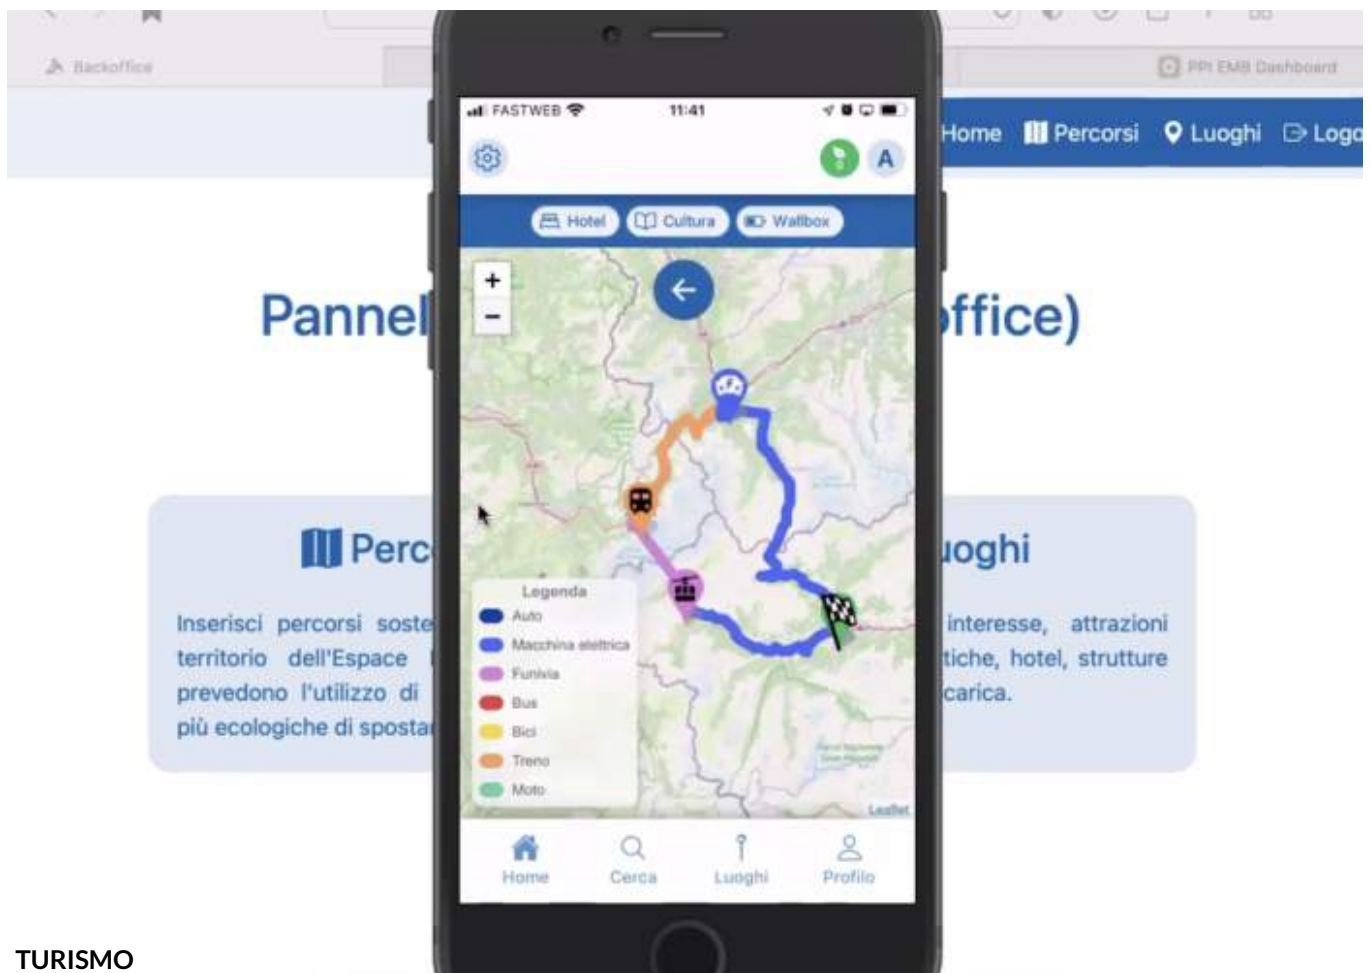 Backoffice
PPI EMB Dashboard
FASTWEB
11:41
A
Home Percorsi Luoghi Logo
Hotel Cultura Wallbox
+
−
Pannel
office)
Perc
uoghi
Legenda
Auto
Macchina elettrica
Funivia
Bus
Bici
Treno
Moto
Inserisci percorsi soste
territorio dell'Espace
prevedono l'utilizzo di
più ecologiche di sposta
interesse, attrazioni
tiche, hotel, strutture
carica.
Leaflet
Home Cerca Luoghi Profilo
TURISMO